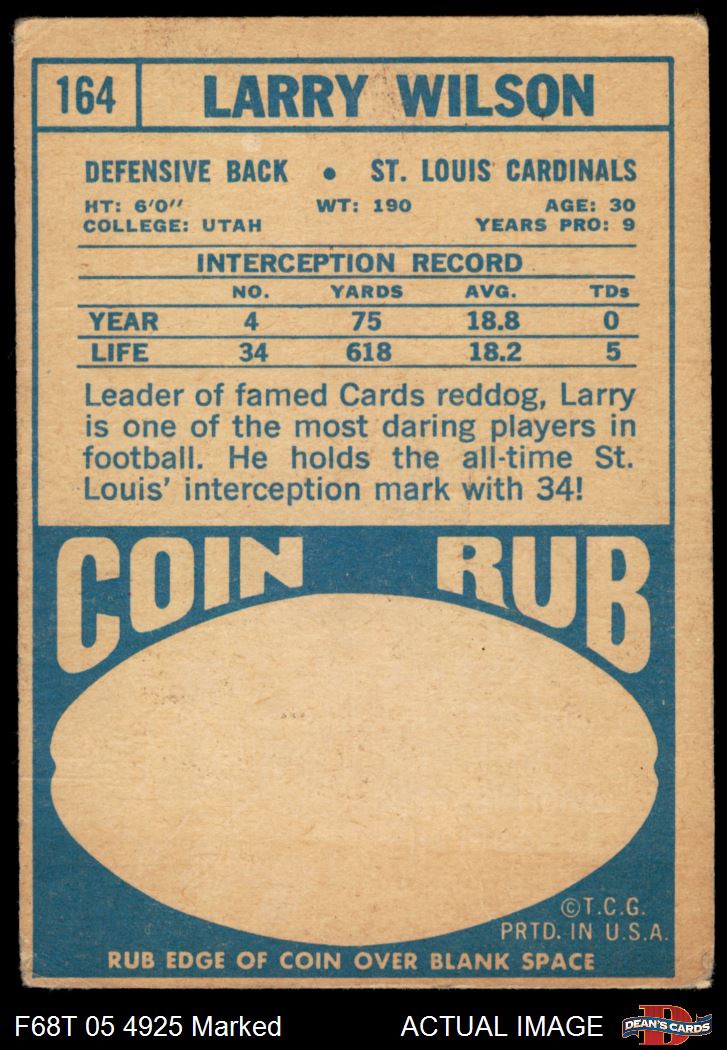 164 LARRY WILSON
DEFENSIVE BACK • ST. LOUIS CARDINALS
HT: 6'0" WT: 190 AGE: 30
COLLEGE: UTAH YEARS PRO: 9
INTERCEPTION RECORD
NO. YARDS AVG. TDs
YEAR 4 75 18.8 0
LIFE 34 618 18.2 5
Leader of famed Cards reddog, Larry
is one of the most daring players in
football. He holds the all-time St.
Louis' interception mark with 34!
COIN RUB
©T.C.G.
PRTD. IN U.S.A.
RUB EDGE OF COIN OVER BLANK SPACE
F68T 05 4925 Marked ACTUAL IMAGE
D
DEAN'S CARDS